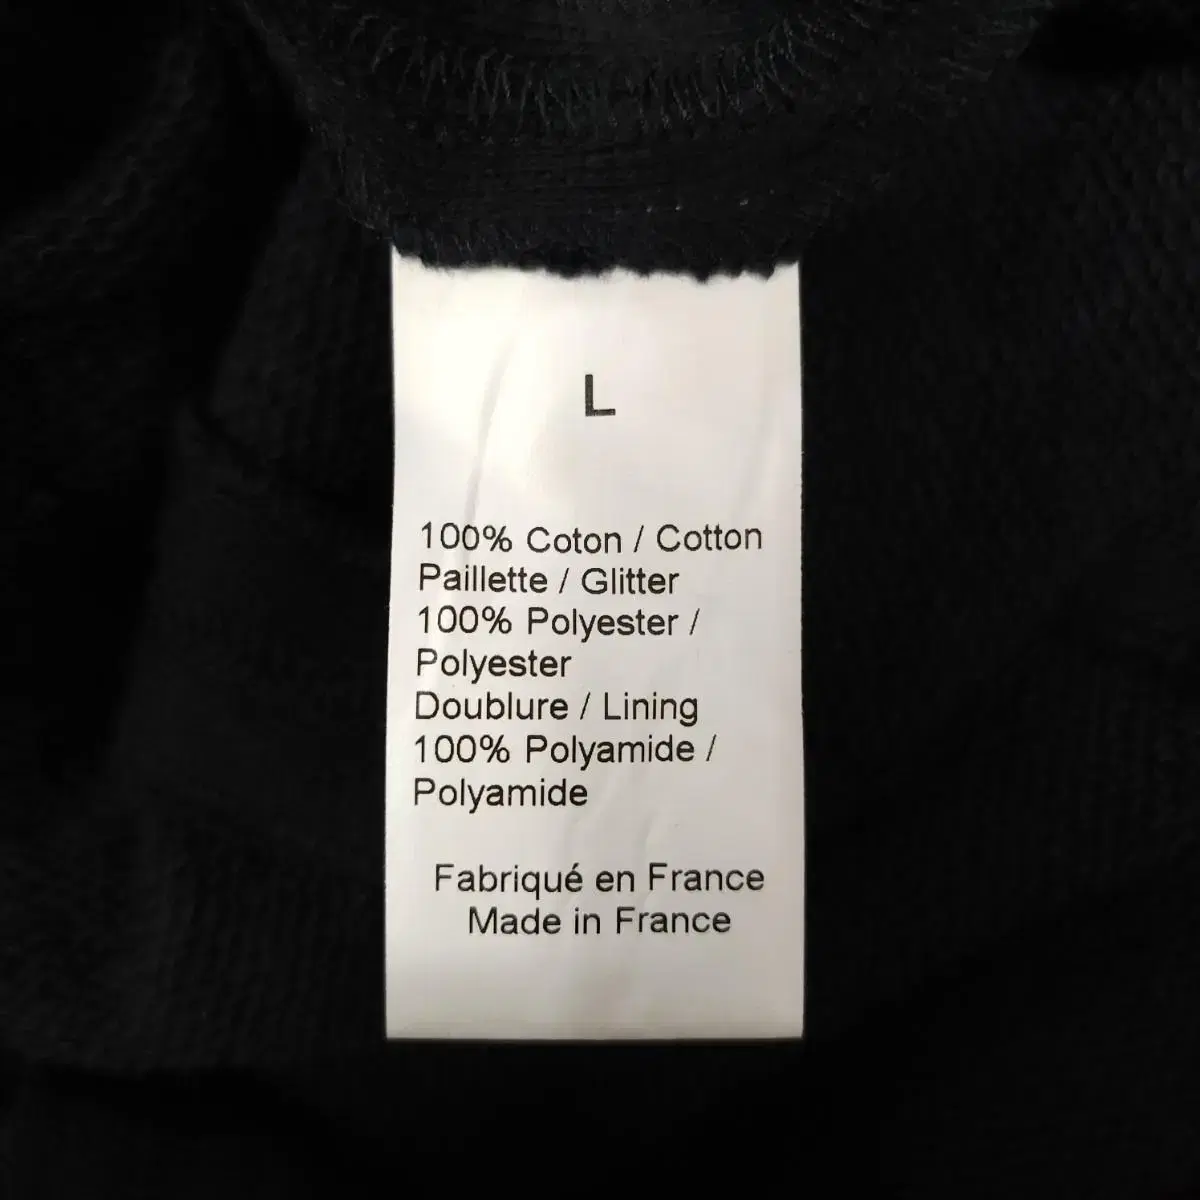 L
100% Coton / Cotton
Paillette / Glitter
100% Polyester /
Polyester
Doublure / Lining
100% Polyamide /
Polyamide
Fabriqué en France
Made in France